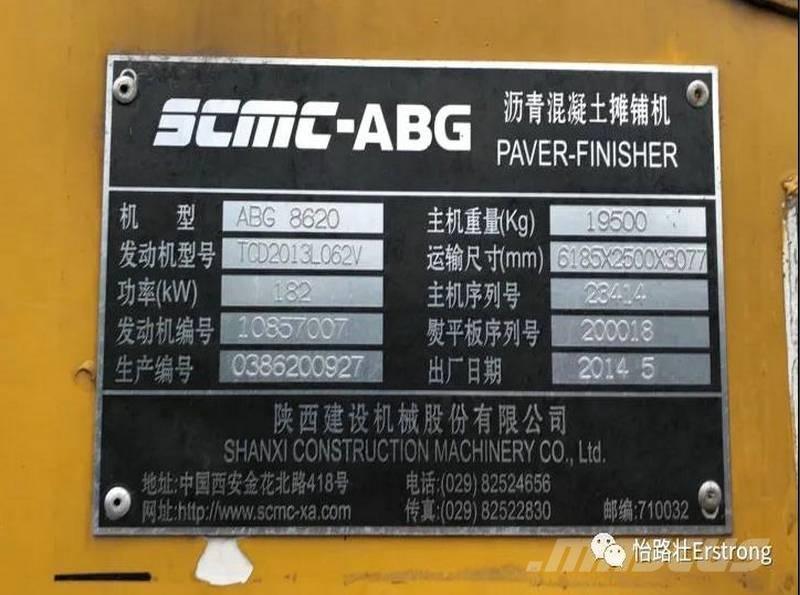 SCMC-ABG 沥青混凝土摊铺机
PAVER-FINISHER
机 型 ABG 8620 主机重量(Kg) 19500
发动机型号 TCD2013L062V 运输尺寸(mm) 6185X2500X3077
功率(kW) 182 主机序列号 23414
发动机编号 10857007 熨平板序列号 200018
生产编号 0386200927 出厂日期 2014 5
陕西建设机械股份有限公司
SHANXI CONSTRUCTION MACHINERY CO., Ltd.
地址:中国西安金花北路418号 电话:(029) 82524656
网址:http://www.scmc-xa.com 传真:(029) 82522830 邮编:710032
怡路壮Erstrong
MASCUS